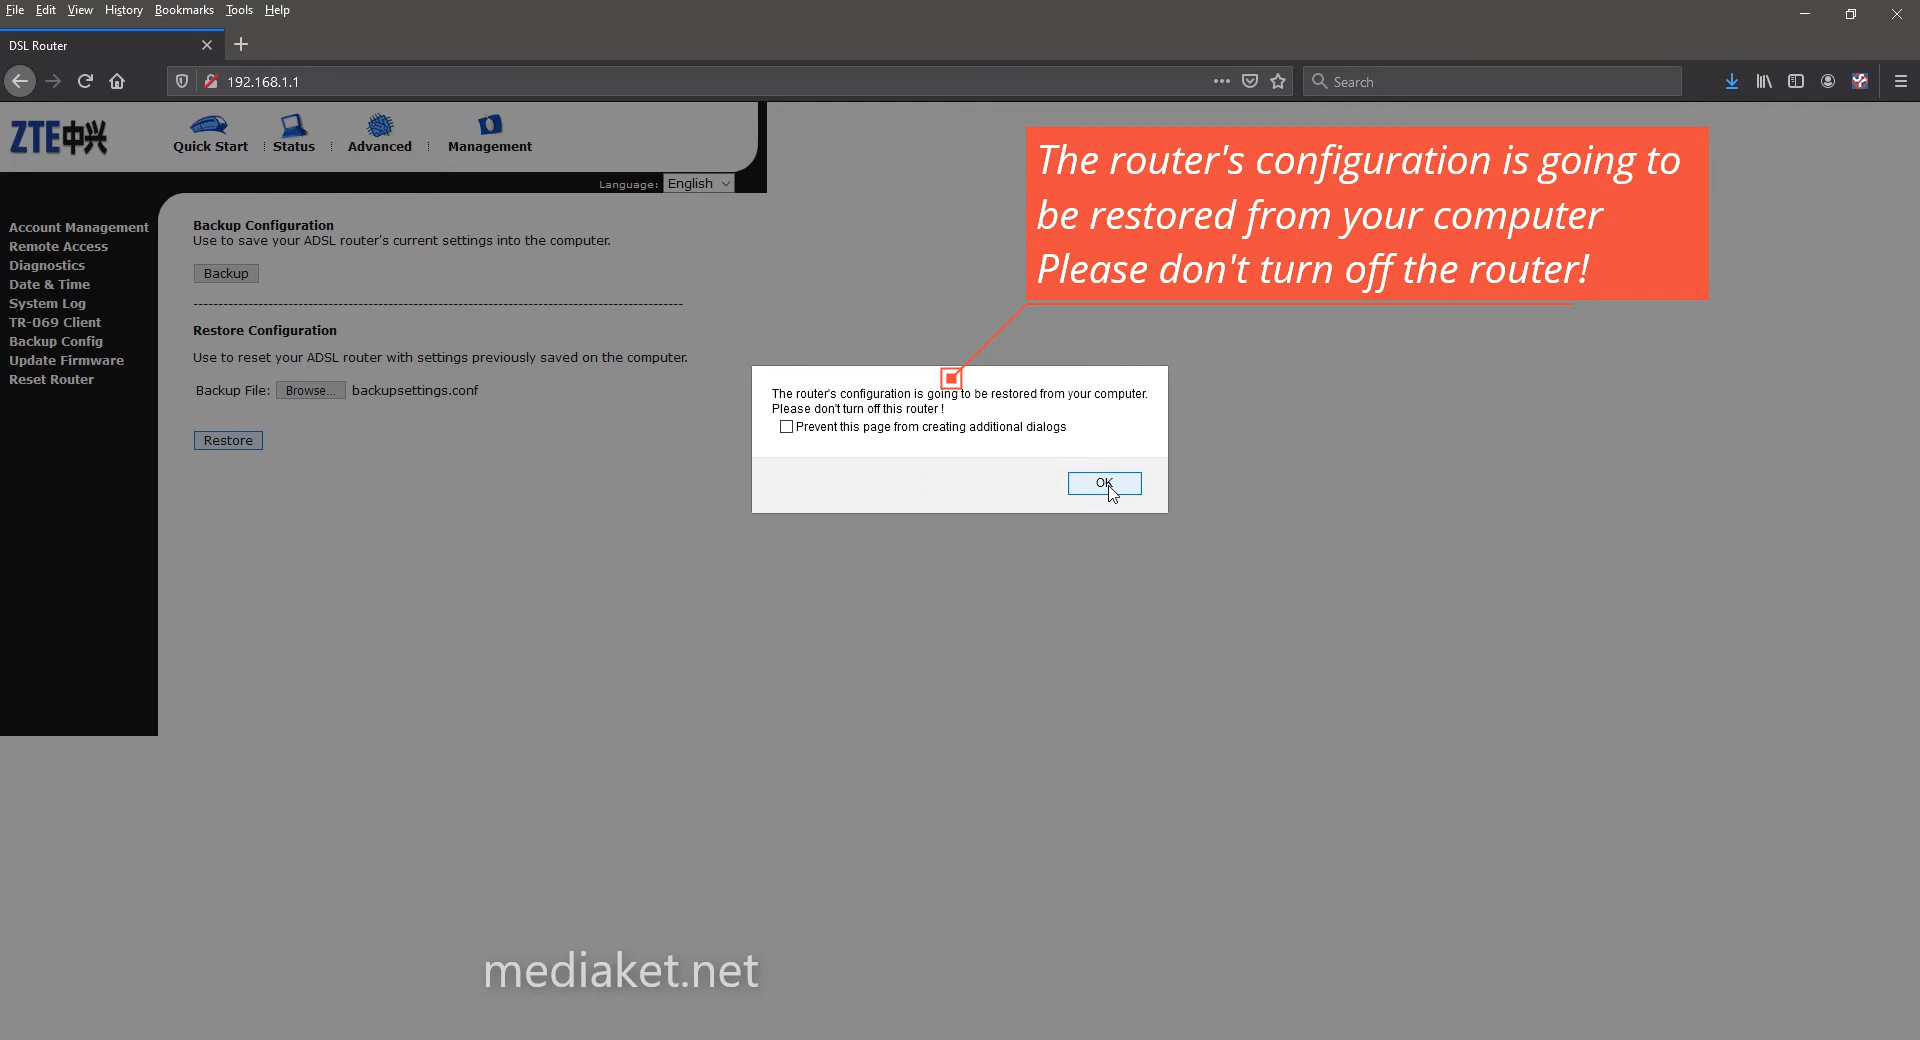 File Edit View History Bookmarks Tools Help
DSL Router
192.168.1.1
Search
ZTE中兴
Quick Start Status Advanced Management
Language: English
The router's configuration is going to
be restored from your computer
Please don't turn off the router!
Account Management
Remote Access
Diagnostics
Date & Time
System Log
TR-069 Client
Backup Config
Update Firmware
Reset Router
Backup Configuration
Use to save your ADSL router's current settings into the computer.
Backup
Restore Configuration
Use to reset your ADSL router with settings previously saved on the computer.
Backup File: Browse... backupsettings.conf
Restore
The router's configuration is going to be restored from your computer.
Please don't turn off this router !
Prevent this page from creating additional dialogs
OK
mediaket.net